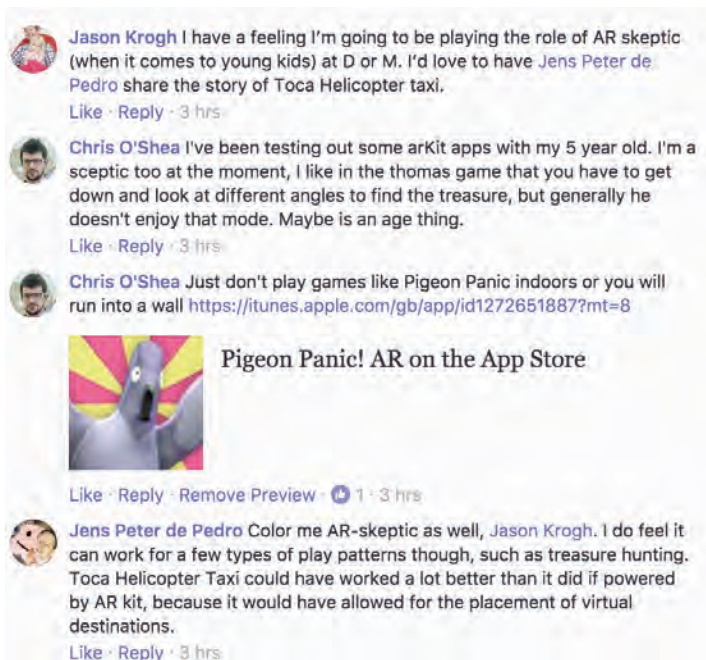 Jason Krogh I have a feeling I'm going to be playing the role of AR skeptic
(when it comes to young kids) at D or M. I'd love to have Jens Peter de
Pedro share the story of Toca Helicopter taxi.
Like · Reply · 3 hrs
Chris O'Shea I've been testing out some arKit apps with my 5 year old. I'm a
sceptic too at the moment, I like in the thomas game that you have to get
down and look at different angles to find the treasure, but generally he
doesn't enjoy that mode. Maybe is an age thing.
Like · Reply · 3 hrs
Chris O'Shea Just don't play games like Pigeon Panic indoors or you will
run into a wall https://itunes.apple.com/gb/app/id1272651887?mt=8
Pigeon Panic! AR on the App Store
Like · Reply · Remove Preview · 1 · 3 hrs
Jens Peter de Pedro Color me AR-skeptic as well, Jason Krogh. I do feel it
can work for a few types of play patterns though, such as treasure hunting.
Toca Helicopter Taxi could have worked a lot better than it did if powered
by AR kit, because it would have allowed for the placement of virtual
destinations.
Like · Reply · 3 hrs